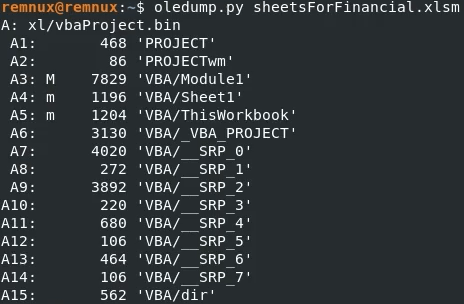 remnux@remnux:~$ oledump.py sheetsForFinancial.xlsm
A: xl/vbaProject.bin
 A1:       468 'PROJECT'
 A2:        86 'PROJECTwm'
 A3: M    7829 'VBA/Module1'
 A4: m    1196 'VBA/Sheet1'
 A5: m    1204 'VBA/ThisWorkbook'
 A6:      3130 'VBA/_VBA_PROJECT'
 A7:      4020 'VBA/__SRP_0'
 A8:       272 'VBA/__SRP_1'
 A9:      3892 'VBA/__SRP_2'
A10:       220 'VBA/__SRP_3'
A11:       680 'VBA/__SRP_4'
A12:       106 'VBA/__SRP_5'
A13:       464 'VBA/__SRP_6'
A14:       106 'VBA/__SRP_7'
A15:       562 'VBA/dir'